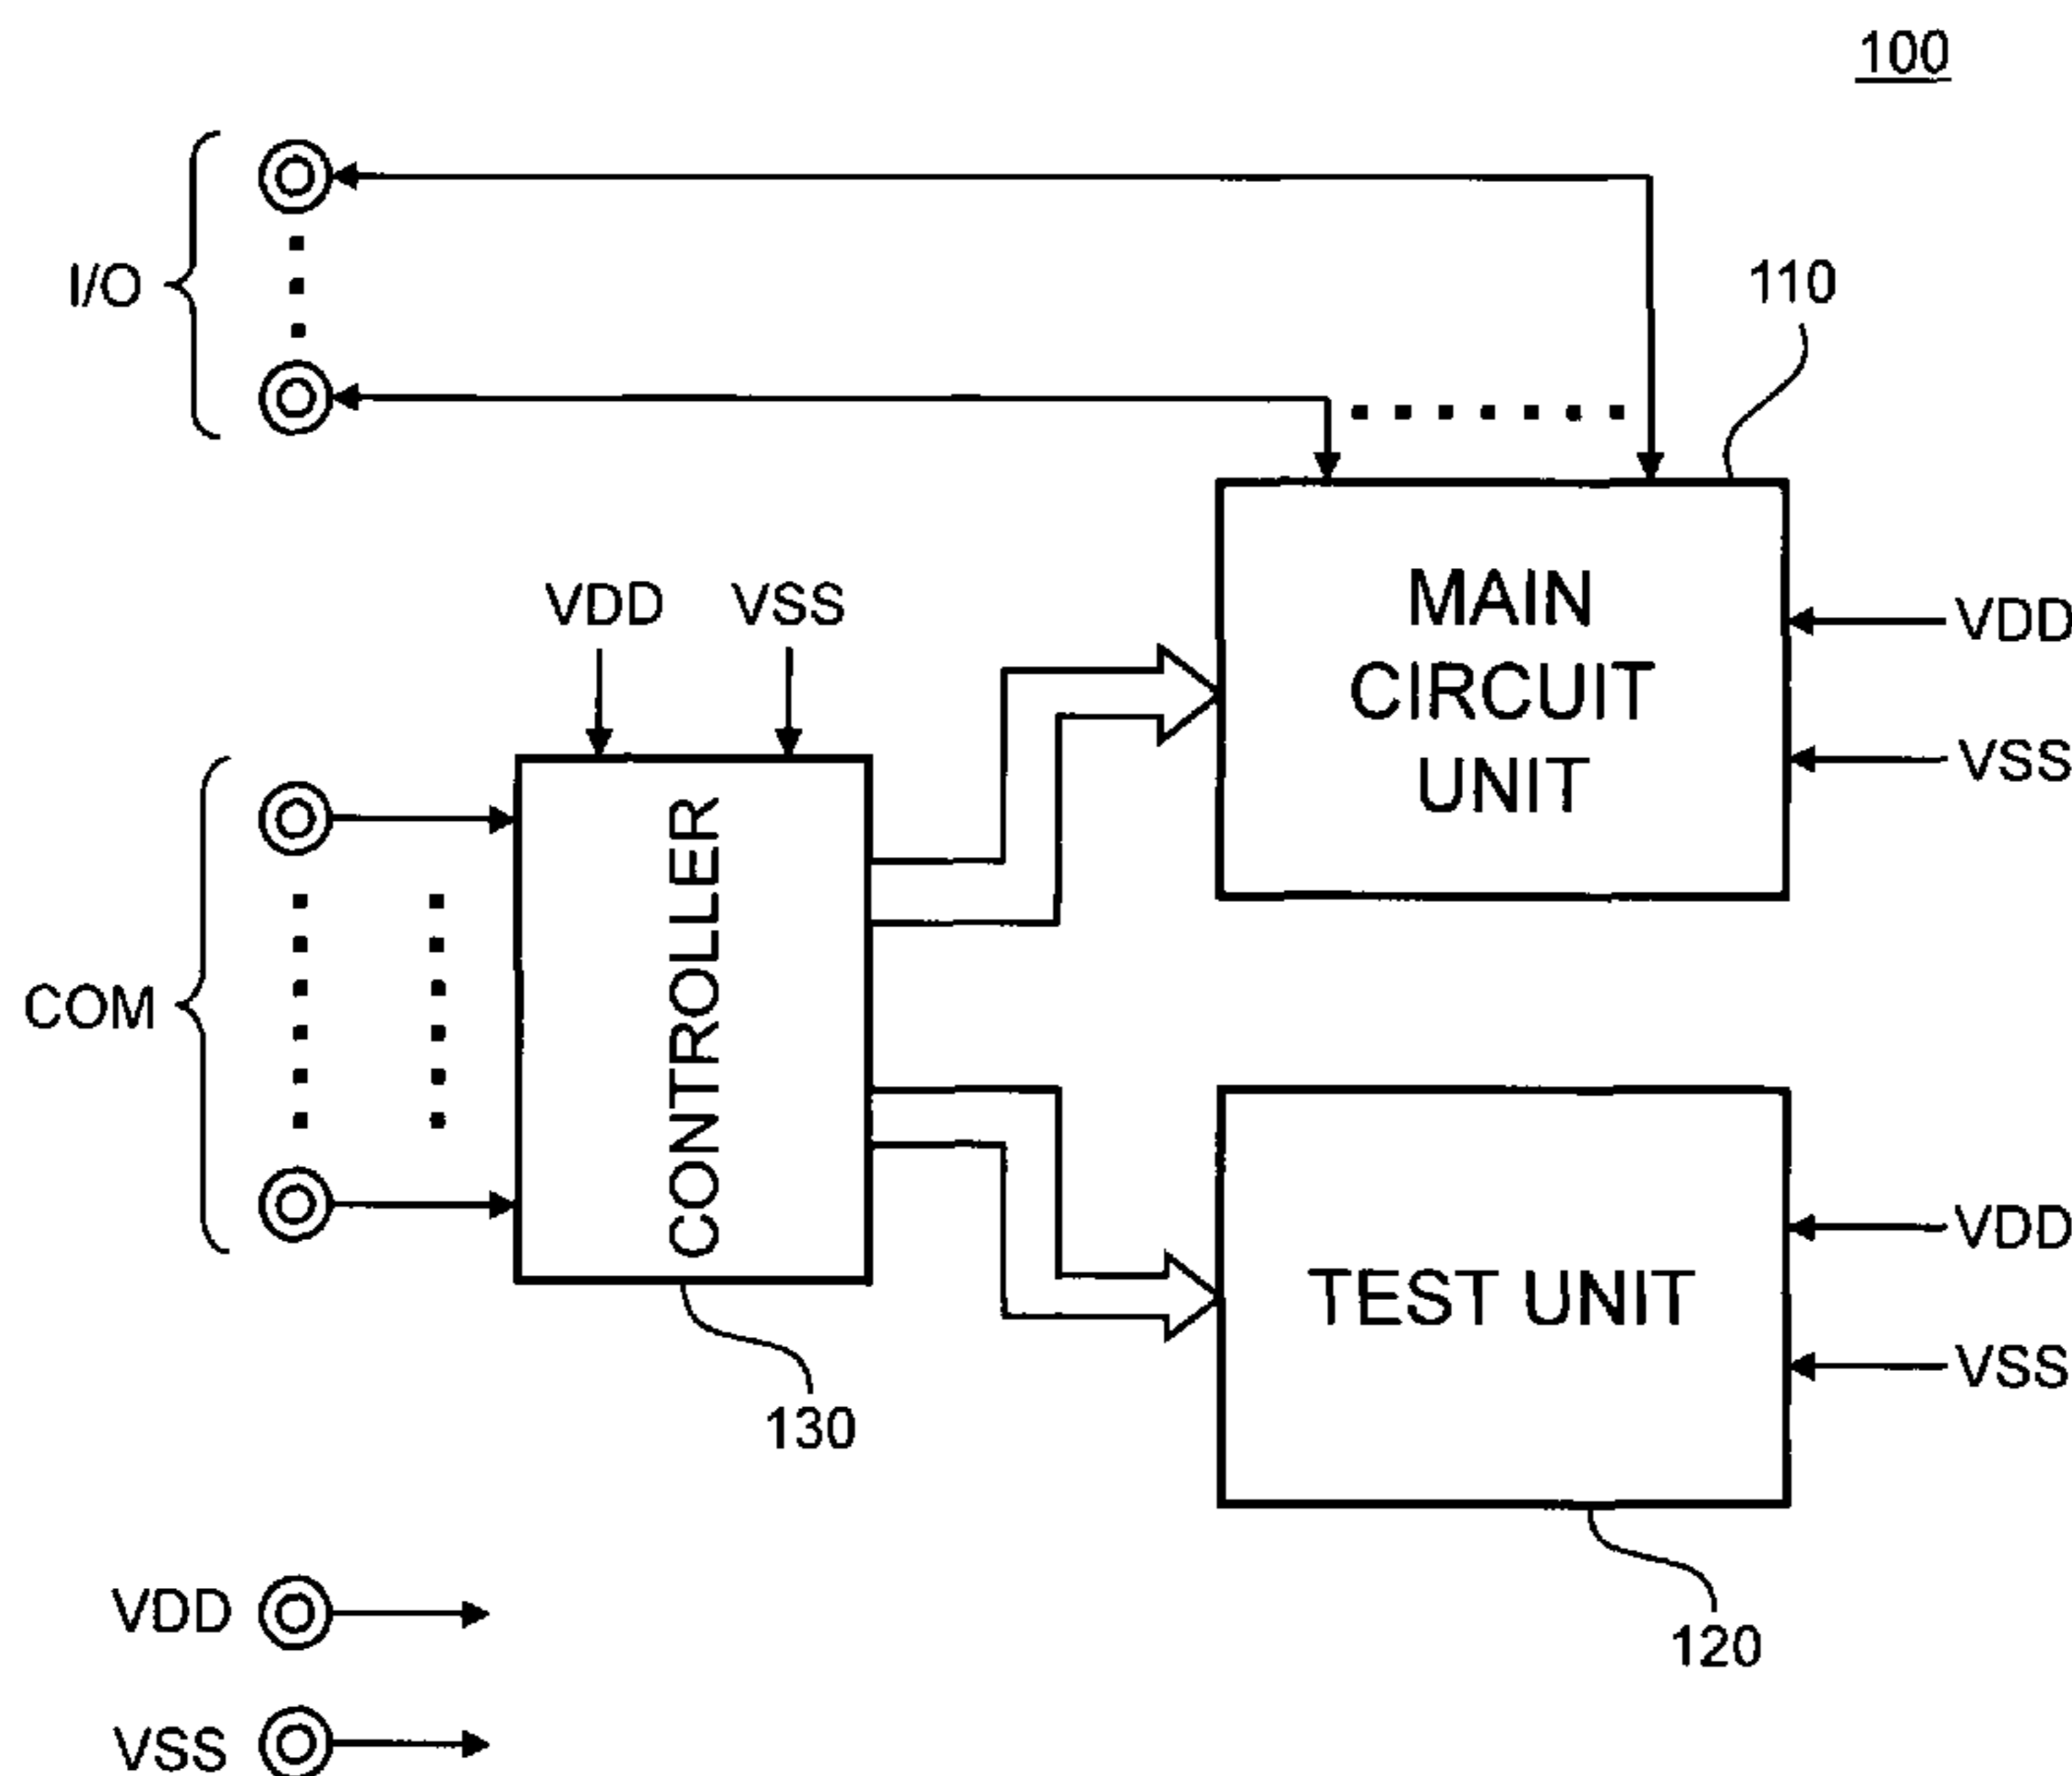 100
I/O
110
VDD VSS
MAIN
CIRCUIT
UNIT
VDD
VSS
COM
CONTROLLER
TEST UNIT
VDD
VSS
130
120
VDD
VSS